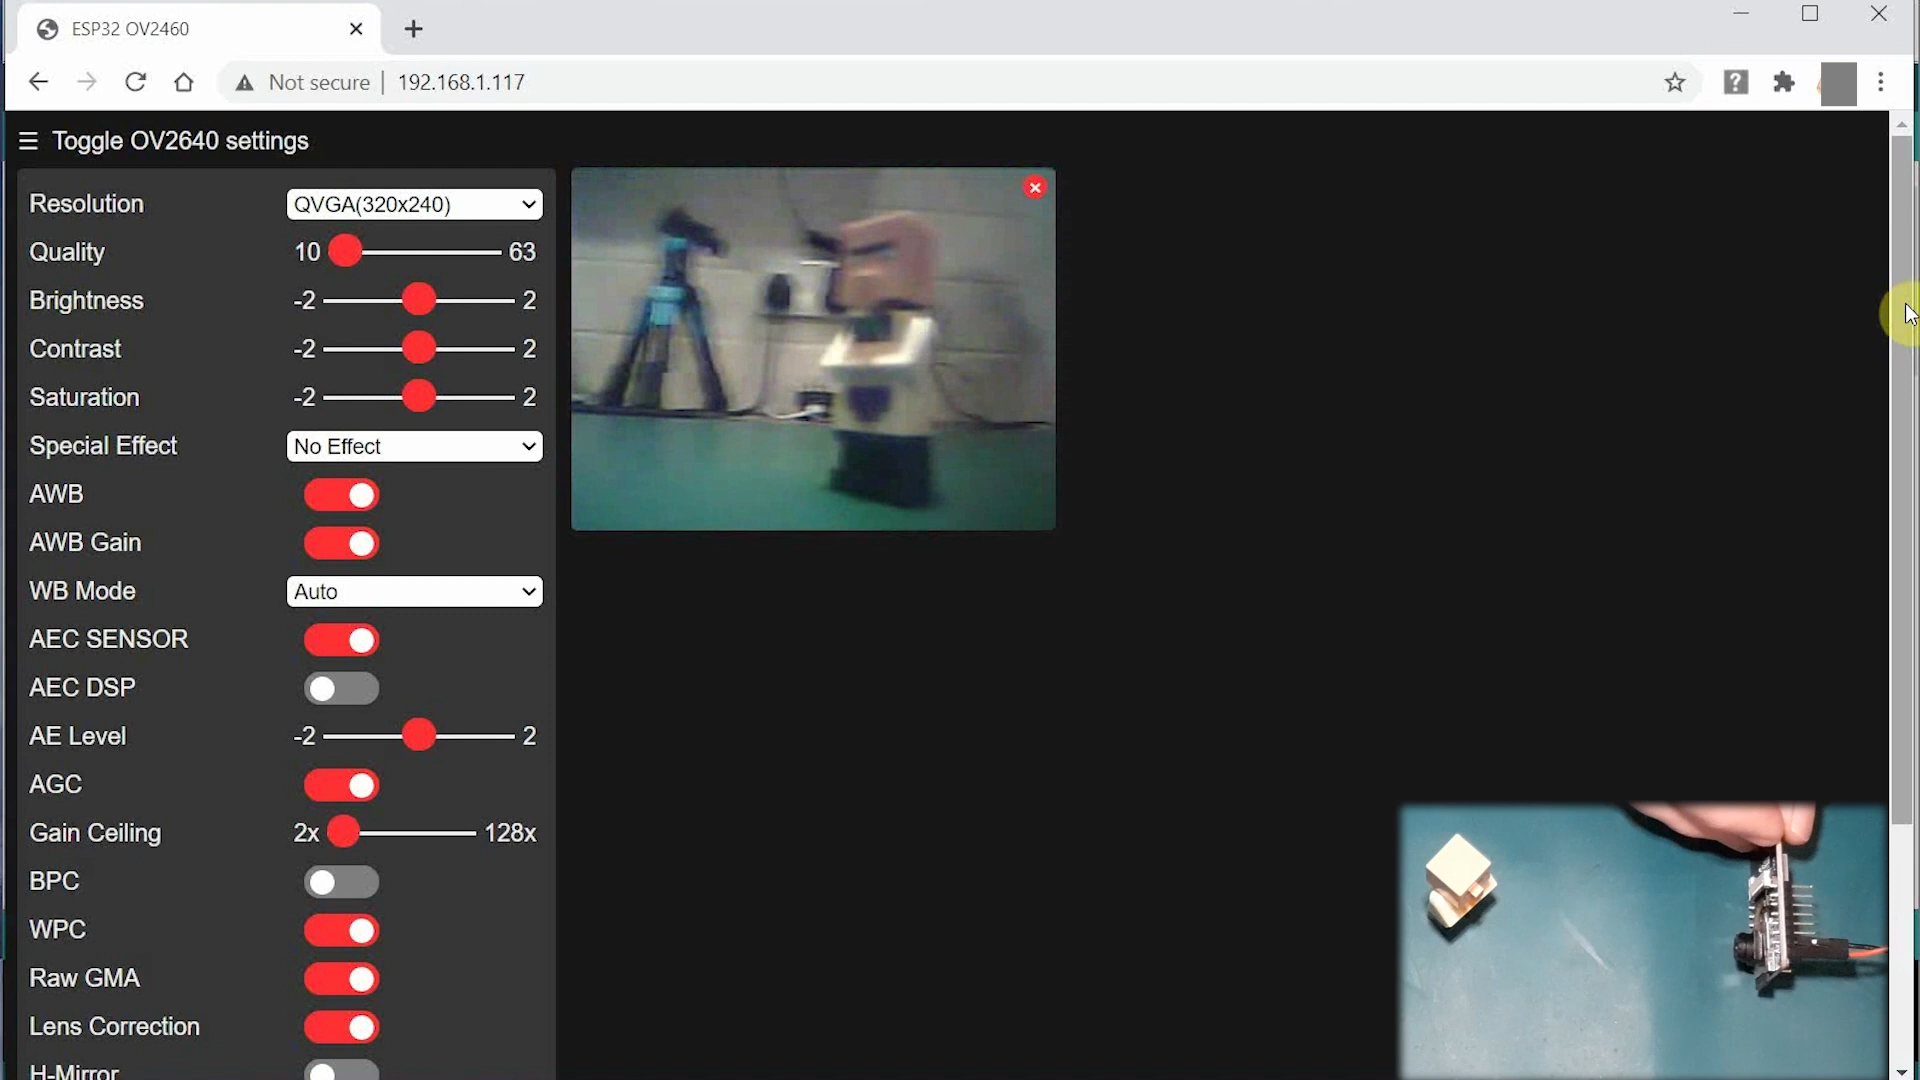 ESP32 OV2460
Not secure 192.168.1.117
Toggle OV2640 settings
Resolution QVGA(320x240)
Quality 10 63
Brightness -2 2
Contrast -2 2
Saturation -2 2
Special Effect No Effect
AWB
AWB Gain
WB Mode Auto
AEC SENSOR
AEC DSP
AE Level -2 2
AGC
Gain Ceiling 2x 128x
BPC
WPC
Raw GMA
Lens Correction
H-Mirror